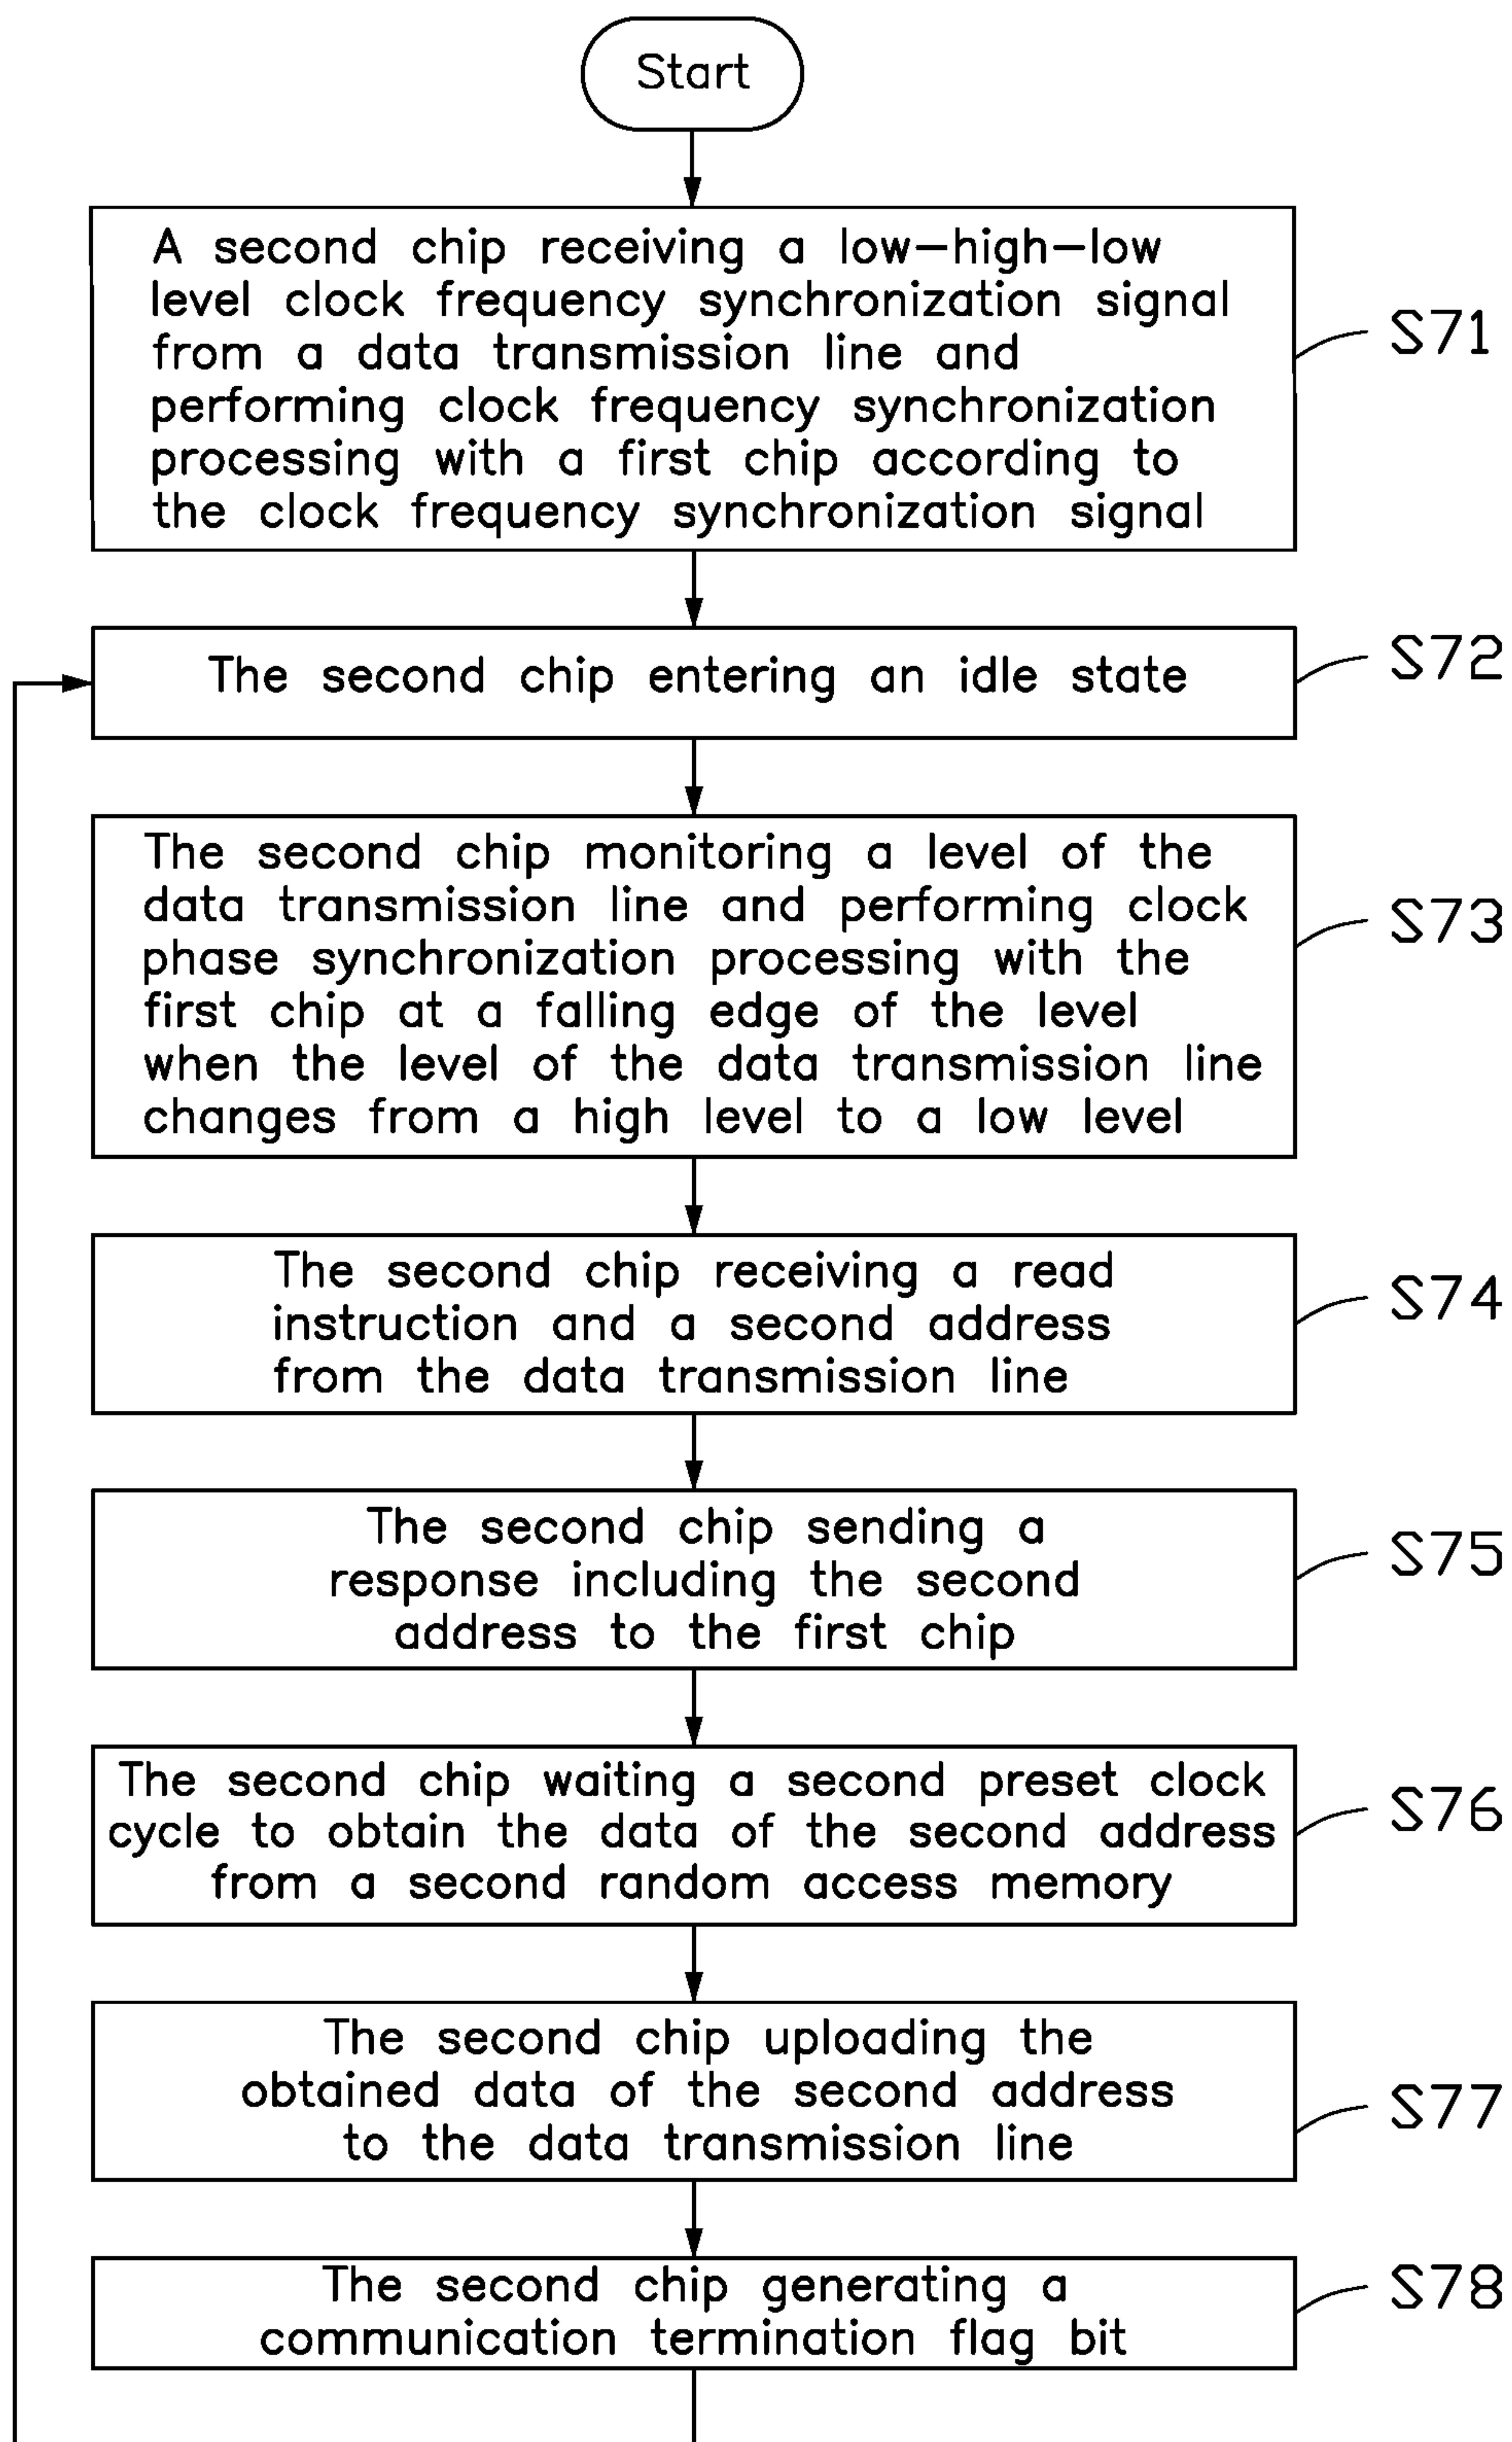 Start
A second chip receiving a low-high-low
level clock frequency synchronization signal
from a data transmission line and
performing clock frequency synchronization
processing with a first chip according to
the clock frequency synchronization signal
S71
The second chip entering an idle state
S72
The second chip monitoring a level of the
data transmission line and performing clock
phase synchronization processing with the
first chip at a falling edge of the level
when the level of the data transmission line
changes from a high level to a low level
S73
The second chip receiving a read
instruction and a second address
from the data transmission line
S74
The second chip sending a
response including the second
address to the first chip
S75
The second chip waiting a second preset clock
cycle to obtain the data of the second address
from a second random access memory
S76
The second chip uploading the
obtained data of the second address
to the data transmission line
S77
The second chip generating a
communication termination flag bit
S78